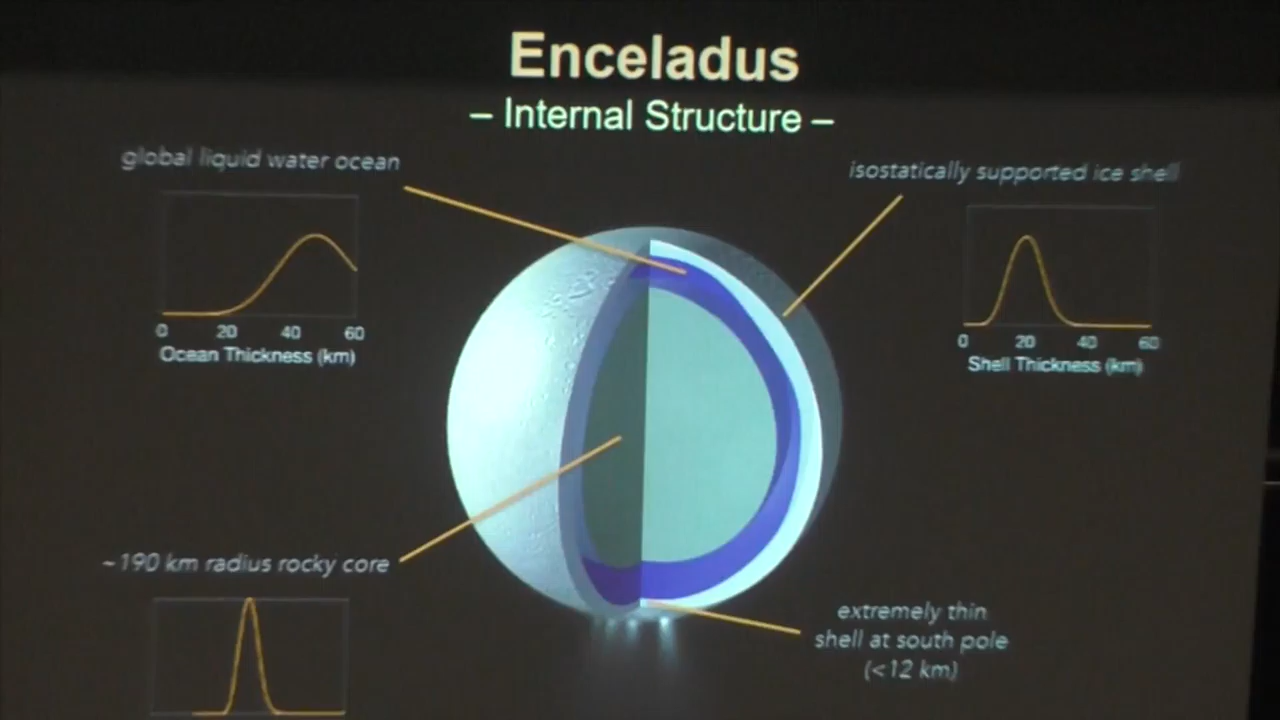 Enceladus
– Internal Structure –
global liquid water ocean
0 20 40 60
Ocean Thickness (km)
isostatically supported ice shell
0 20 40 60
Shell Thickness (km)
~190 km radius rocky core
extremely thin
shell at south pole
(<12 km)